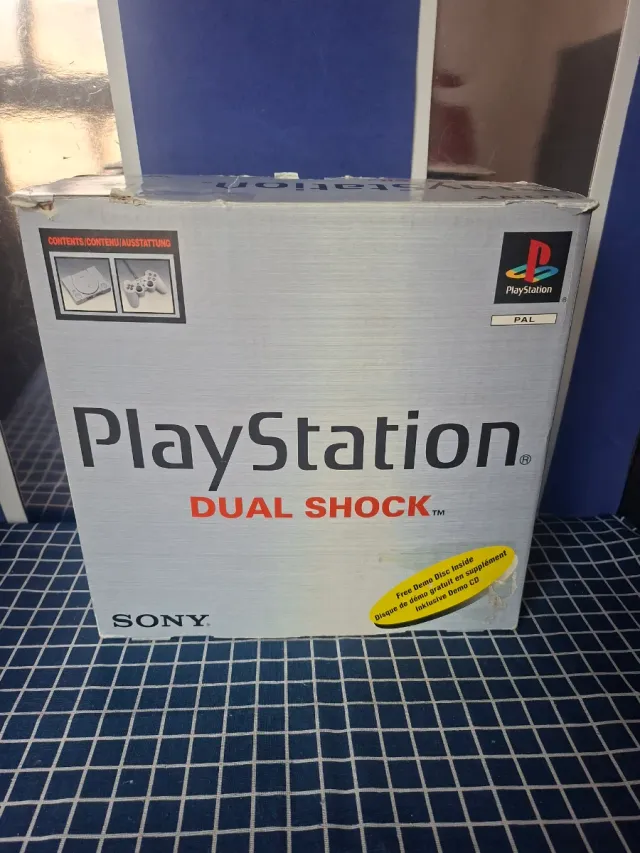 PlayStation
CONTENTS/CONTENU/AUSSTATTUNG
PlayStation
®
PAL
PlayStation®
DUAL SHOCK™
Free Demo Disc Inside
Disque de démo gratuit en supplément
Inklusive Demo CD
SONY